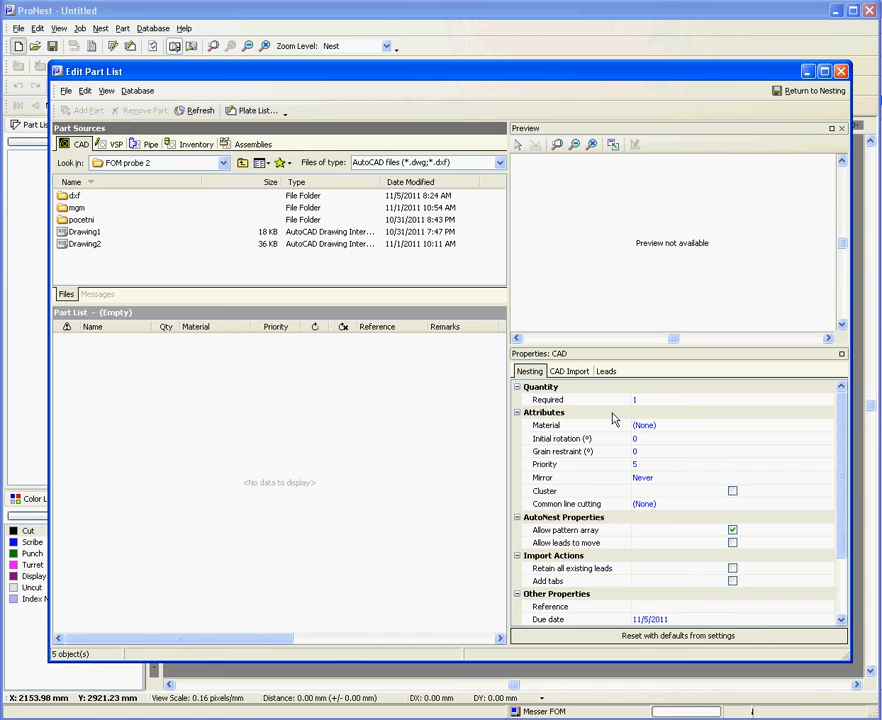 ProNest - Untitled
File Edit View Job Nest Part Database Help
Zoom Level: Nest
Edit Part List
File Edit View Database
Return to Nesting
Add Part Remove Part Refresh Plate List...
Part Lis
Part Sources
Preview
CAD VSP Pipe Inventory Assemblies
Look in: FOM probe 2 Files of type: AutoCAD files (*.dwg;*.dxf)
Name Size Type Date Modified
dxf File Folder 11/5/2011 8:24 AM
mgm File Folder 11/1/2011 10:54 AM
pocetni File Folder 10/31/2011 8:43 PM
Drawing1 18 KB AutoCAD Drawing Inter... 10/31/2011 7:47 PM
Drawing2 36 KB AutoCAD Drawing Inter... 11/1/2011 10:11 AM
Preview not available
Files Messages
Part List - (Empty)
Name Qty Material Priority Reference Remarks
<No data to display>
Properties: CAD
Nesting CAD Import Leads
Quantity
Required 1
Attributes
Material (None)
Initial rotation (º) 0
Grain restraint (º) 0
Priority 5
Mirror Never
Cluster
Common line cutting (None)
AutoNest Properties
Allow pattern array
Allow leads to move
Import Actions
Retain all existing leads
Add tabs
Other Properties
Reference
Due date 11/5/2011
Reset with defaults from settings
Color L
Cut
Scribe
Punch
Turret
Display
Uncut
Index N
5 object(s)
X: 2153.98 mm Y: 2921.23 mm View Scale: 0.16 pixels/mm Distance: 0.00 mm (+/- 0.00 mm) DX: 0.00 mm DY: 0.00 mm
Messer FOM